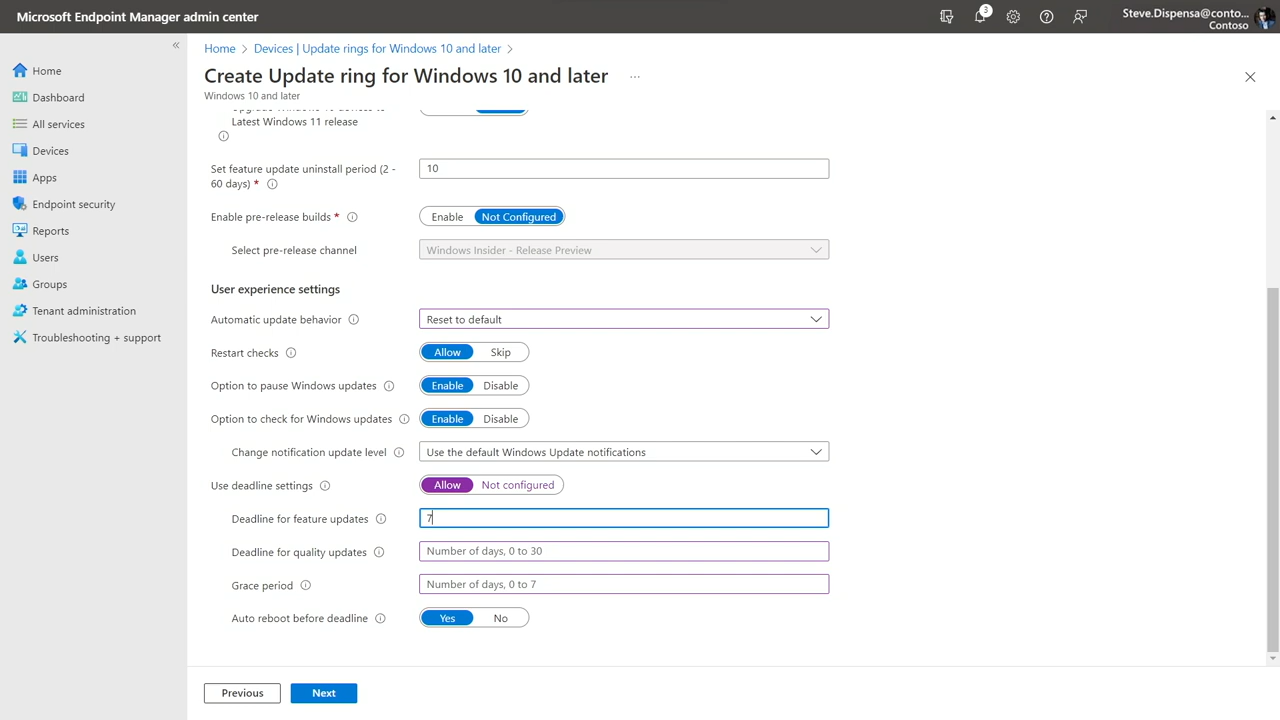 Microsoft Endpoint Manager admin center
3
Steve.Dispensa@conto...
Contoso
Home
Dashboard
All services
Devices
Apps
Endpoint security
Reports
Users
Groups
Tenant administration
Troubleshooting + support
Home > Devices | Update rings for Windows 10 and later >
Create Update ring for Windows 10 and later ...
Windows 10 and later
Upgrade Windows 10 devices to
Latest Windows 11 release
Set feature update uninstall period (2 - 10
60 days) *
Enable pre-release builds * Enable Not Configured
Select pre-release channel Windows Insider - Release Preview
User experience settings
Automatic update behavior Reset to default
Restart checks Allow Skip
Option to pause Windows updates Enable Disable
Option to check for Windows updates Enable Disable
Change notification update level Use the default Windows Update notifications
Use deadline settings Allow Not configured
Deadline for feature updates 7
Deadline for quality updates Number of days, 0 to 30
Grace period Number of days, 0 to 7
Auto reboot before deadline Yes No
Previous Next